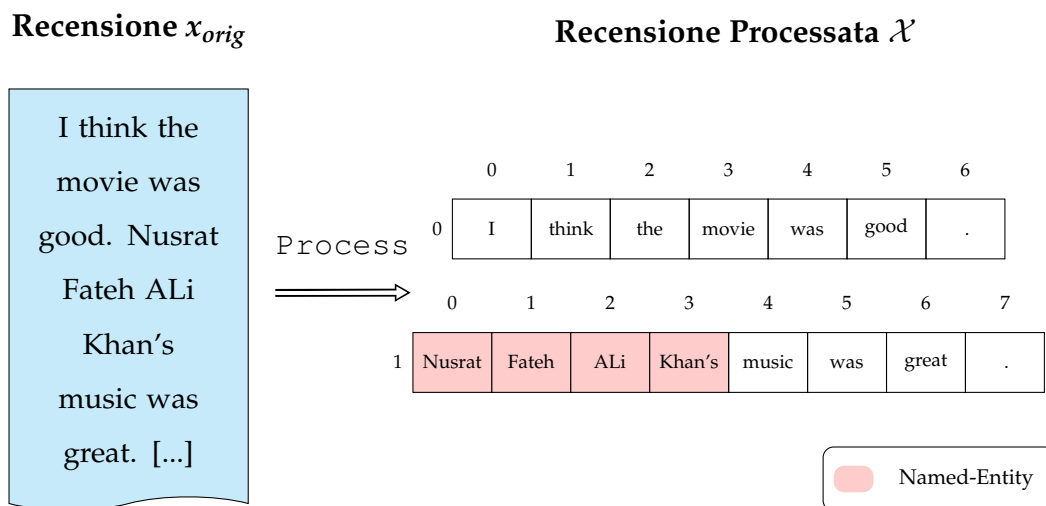 Recensione x_orig
Recensione Processata X
I think the
movie was
good. Nusrat
Fateh ALi
Khan's
music was
great. [...]
Process
0 1 2 3 4 5 6
0 I think the movie was good .
0 1 2 3 4 5 6 7
1 Nusrat Fateh ALi Khan's music was great .
Named-Entity